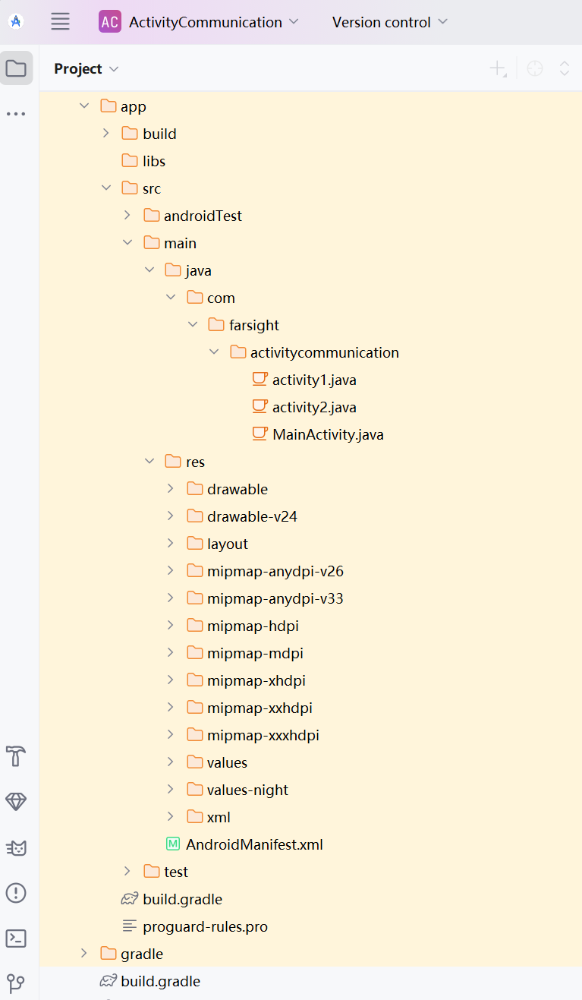 AC ActivityCommunication Version control
Project
app
build
libs
src
androidTest
main
java
com
farsight
activitycommunication
activity1.java
activity2.java
MainActivity.java
res
drawable
drawable-v24
layout
mipmap-anydpi-v26
mipmap-anydpi-v33
mipmap-hdpi
mipmap-mdpi
mipmap-xhdpi
mipmap-xxhdpi
mipmap-xxxhdpi
values
values-night
xml
M AndroidManifest.xml
test
build.gradle
proguard-rules.pro
gradle
build.gradle